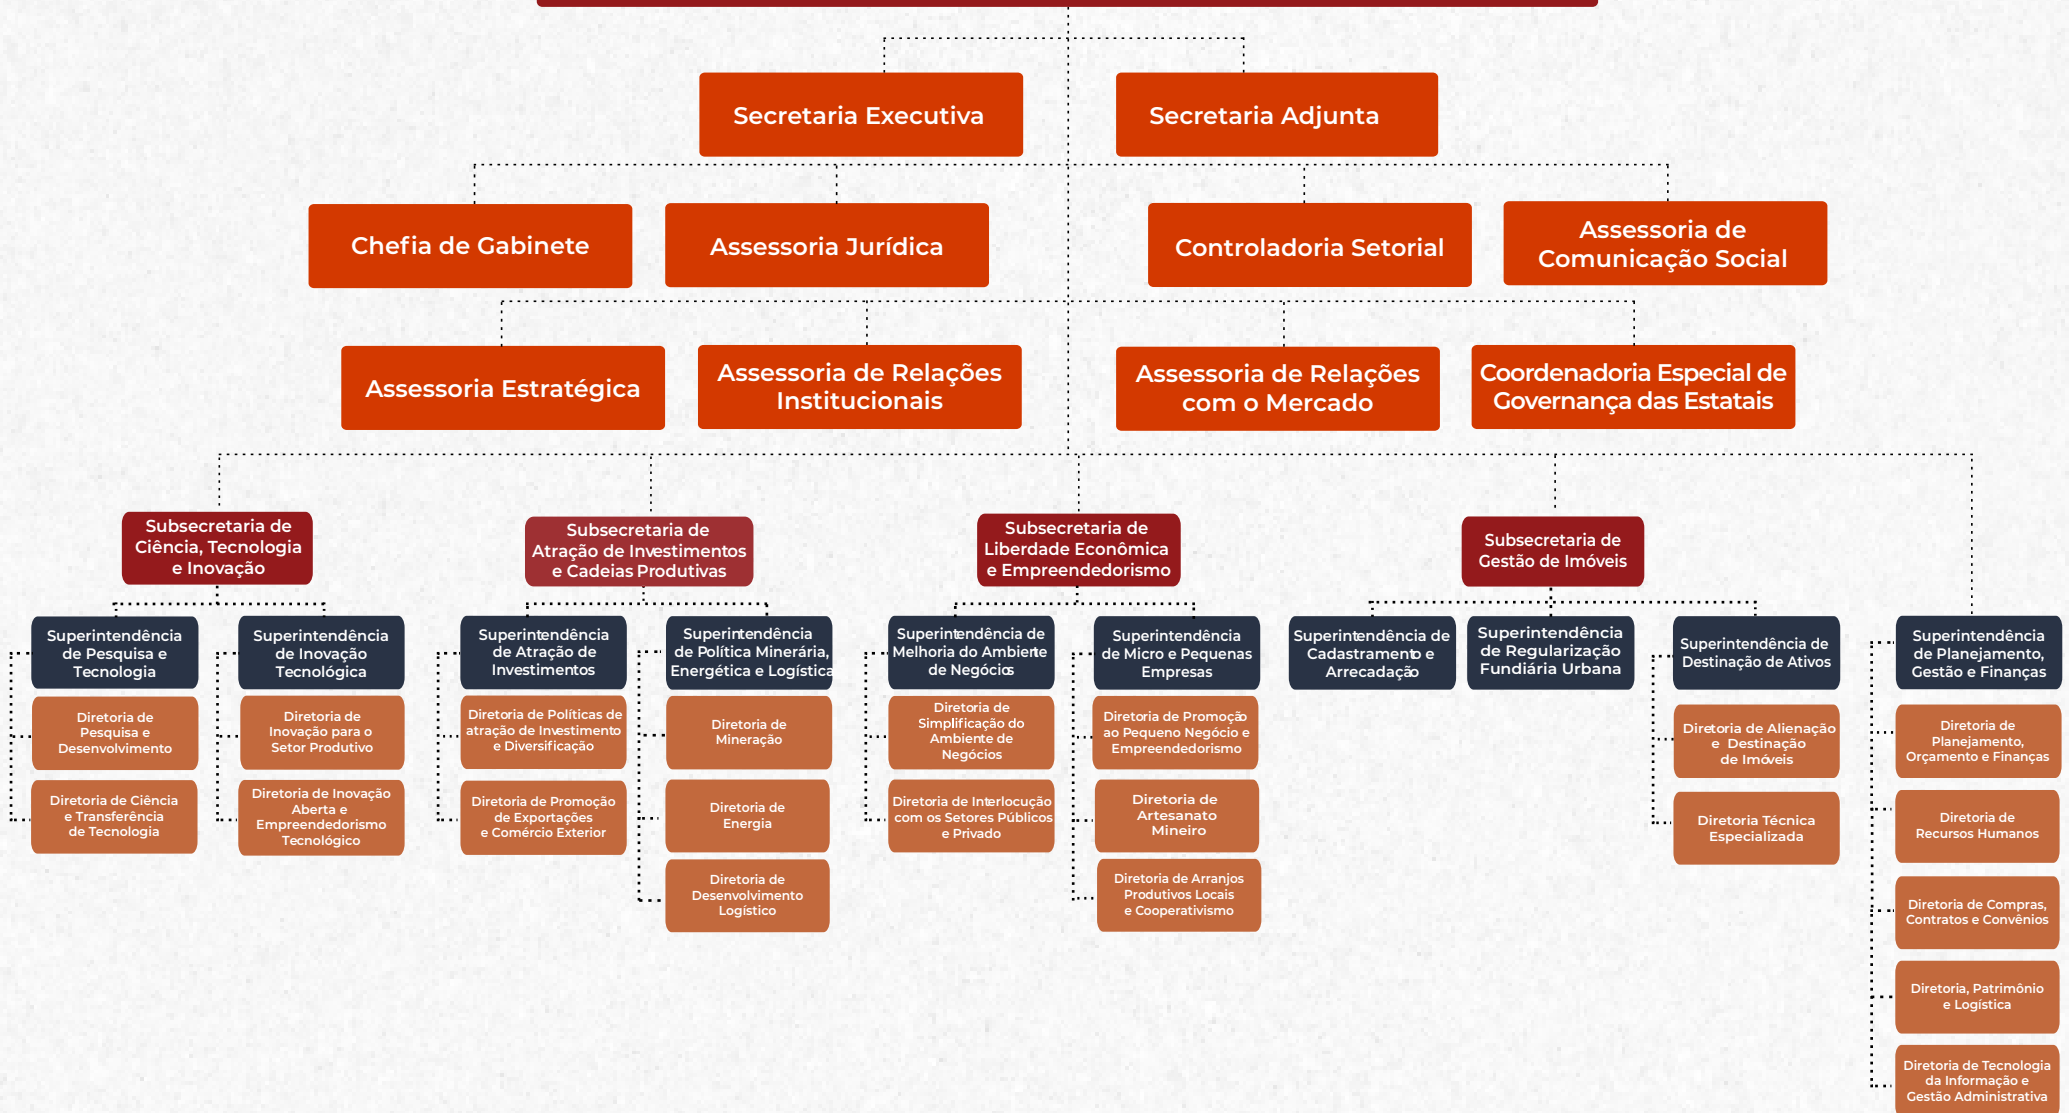 Secretaria Executiva
Secretaria Adjunta
Chefia de Gabinete
Assessoria Jurídica
Controladoria Setorial
Assessoria de
Comunicação Social
Assessoria Estratégica
Assessoria de Relações
Institucionais
Assessoria de Relações
com o Mercado
Coordenadoria Especial de
Governança das Estatais
Subsecretaria de
Ciência, Tecnologia
e Inovação
Subsecretaria de
Atração de Investimentos
e Cadeias Produtivas
Subsecretaria de
Liberdade Econômica
e Empreendedorismo
Subsecretaria de
Gestão de Imóveis
Superintendência
de Pesquisa e
Tecnologia
Superintendência
de Inovação
Tecnológica
Superintendência
de Atração de
Investimentos
Superintendência
de Política Minerária,
Energética e Logística
Superintendência de
Melhoria do Ambiente
de Negócios
Superintendência
de Micro e Pequenas
Empresas
Superintendência de
Cadastramento e
Arrecadação
Superintendência
de Regularização
Fundiária Urbana
Superintendência de
Destinação de Ativos
Superintendência
de Planejamento,
Gestão e Finanças
Diretoria de
Pesquisa e
Desenvolvimento
Diretoria de
Inovação para o
Setor Produtivo
Diretoria de Políticas de
atração de Investimento
e Diversificação
Diretoria de
Mineração
Diretoria de
Simplificação do
Ambiente de
Negócios
Diretoria de Promoção
ao Pequeno Negócio e
Empreendedorismo
Diretoria de Alienação
e Destinação
de Imóveis
Diretoria de
Planejamento,
Orçamento e Finanças
Diretoria de Ciência
e Transferência
de Tecnologia
Diretoria de Inovação
Aberta e
Empreendedorismo
Tecnológico
Diretoria de Promoção
de Exportações
e Comércio Exterior
Diretoria de
Energia
Diretoria de Interlocução
com os Setores Públicos
e Privado
Diretoria de
Artesanato
Mineiro
Diretoria Técnica
Especializada
Diretoria de
Recursos Humanos
Diretoria de
Desenvolvimento
Logístico
Diretoria de Arranjos
Produtivos Locais
e Cooperativismo
Diretoria de Compras,
Contratos e Convênios
Diretoria, Patrimônio
e Logística
Diretoria de Tecnologia
da Informação e
Gestão Administrativa